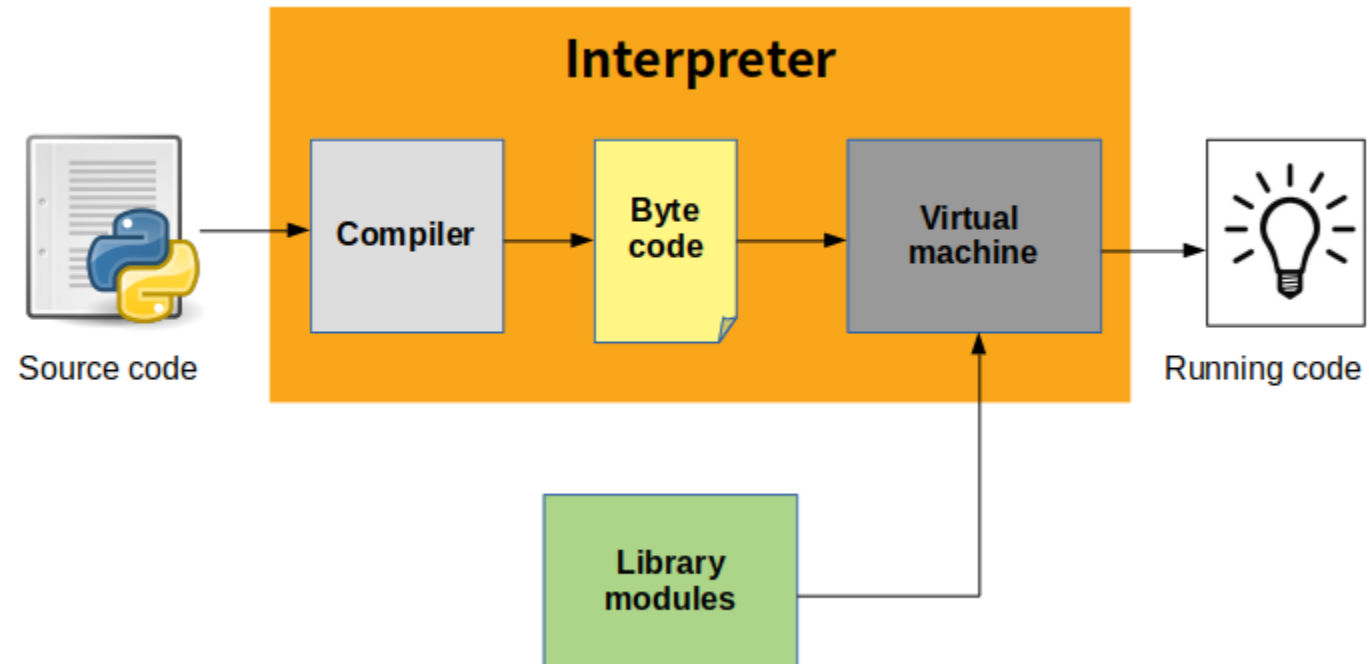 Interpreter
Compiler
Byte
code
Virtual
machine
Source code
Running code
Library
modules